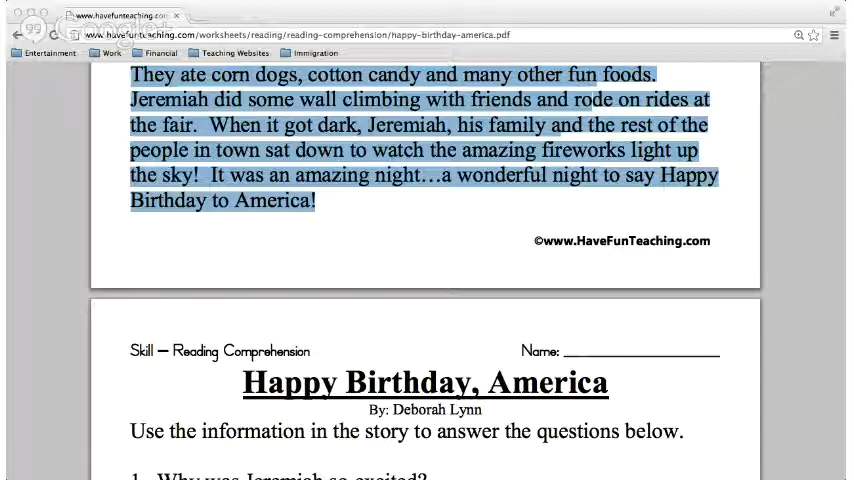 www.havefunteaching.com
Google+
www.havefunteaching.com/worksheets/reading/reading-comprehension/happy-birthday-america.pdf
Entertainment Work Financial Teaching Websites Immigration
They ate corn dogs, cotton candy and many other fun foods.
Jeremiah did some wall climbing with friends and rode on rides at
the fair. When it got dark, Jeremiah, his family and the rest of the
people in town sat down to watch the amazing fireworks light up
the sky! It was an amazing night…a wonderful night to say Happy
Birthday to America!
©www.HaveFunTeaching.com
Skill – Reading Comprehension Name: ____________________
Happy Birthday, America
By: Deborah Lynn
Use the information in the story to answer the questions below.
1. Why was Jeremiah so excited?